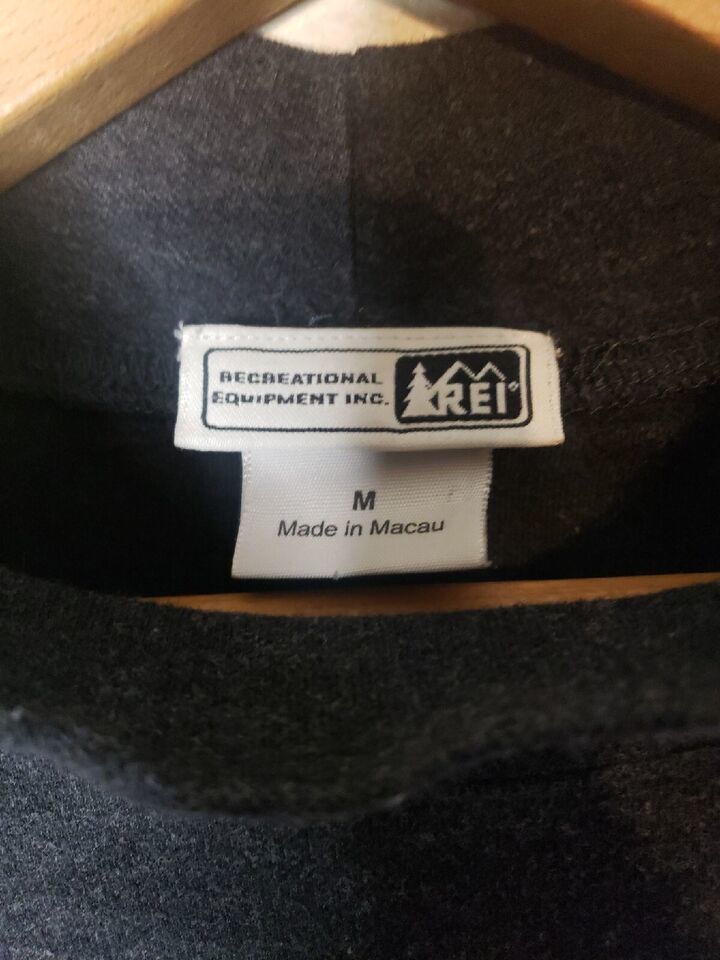 RECREATIONAL
EQUIPMENT INC.
REI
M
Made in Macau